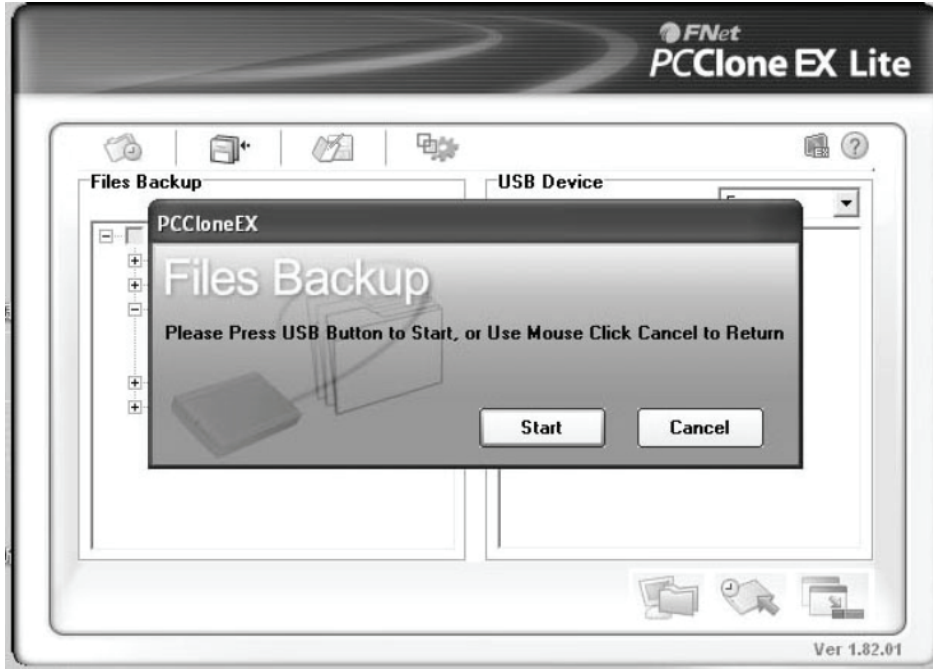 FNet
PCClone EX Lite
EX
Files Backup
USB Device
PCCloneEX
Files Backup
Please Press USB Button to Start, or Use Mouse Click Cancel to Return
Start
Cancel
Ver 1.82.01